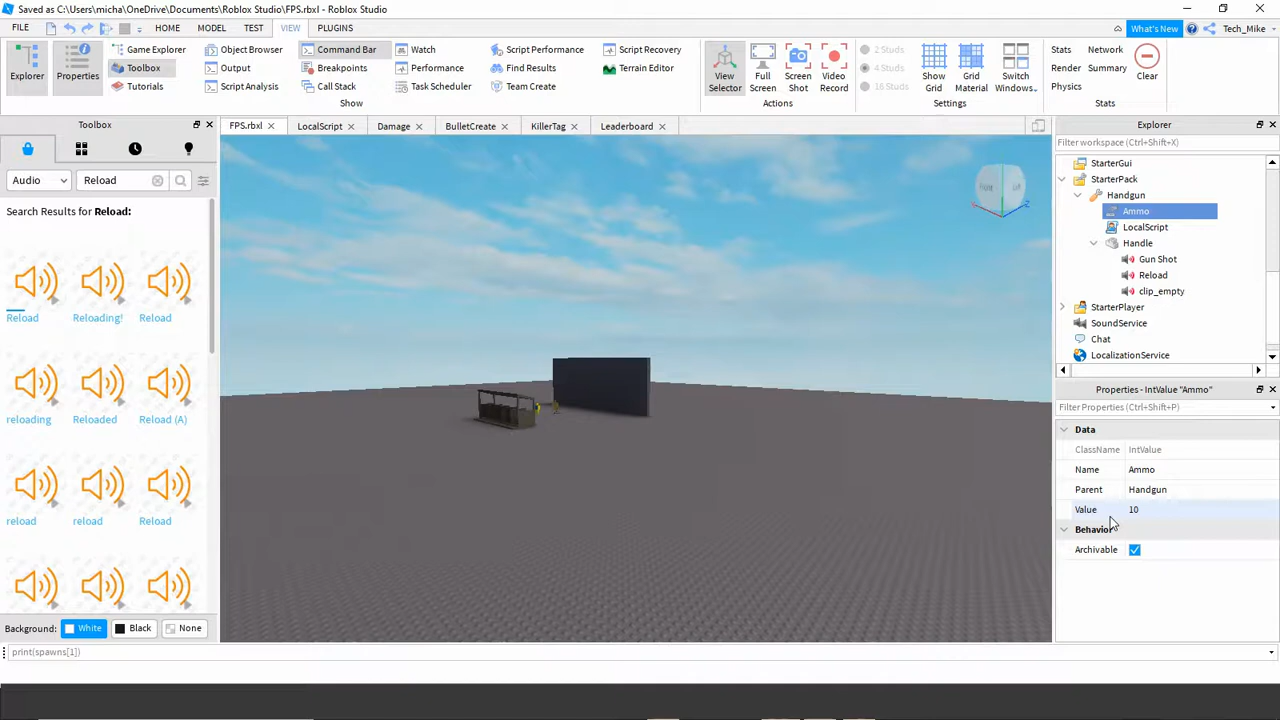 Saved as C:\Users\micha\OneDrive\Documents\Roblox Studio\FPS.rbxl - Roblox Studio
FILE
HOME
MODEL
TEST
VIEW
PLUGINS
What's New
Tech_Mike
Explorer
Properties
Game Explorer
Toolbox
Tutorials
Object Browser
Output
Script Analysis
Command Bar
Breakpoints
Call Stack
Watch
Performance
Task Scheduler
Script Performance
Find Results
Team Create
Script Recovery
Terrain Editor
Show
View Selector
Full Screen
Screen Shot
Video Record
Actions
2 Studs
4 Studs
16 Studs
Show Grid
Grid Material
Switch Windows
Settings
Stats
Network
Render
Summary
Physics
Clear
Stats
Toolbox
Audio
Reload
Search Results for Reload:
Reload
Reloading!
Reload
reloading
Reloaded
Reload (A)
reload
reload
Reload
Background:
White
Black
None
FPS.rbxl
LocalScript
Damage
BulletCreate
KillerTag
Leaderboard
Explorer
Filter workspace (Ctrl+Shift+X)
StarterGui
StarterPack
Handgun
Ammo
LocalScript
Handle
Gun Shot
Reload
clip_empty
StarterPlayer
SoundService
Chat
LocalizationService
Properties - IntValue "Ammo"
Filter Properties (Ctrl+Shift+P)
Data
ClassName IntValue
Name Ammo
Parent Handgun
Value 10
Behavior
Archivable
print(spawns[1])